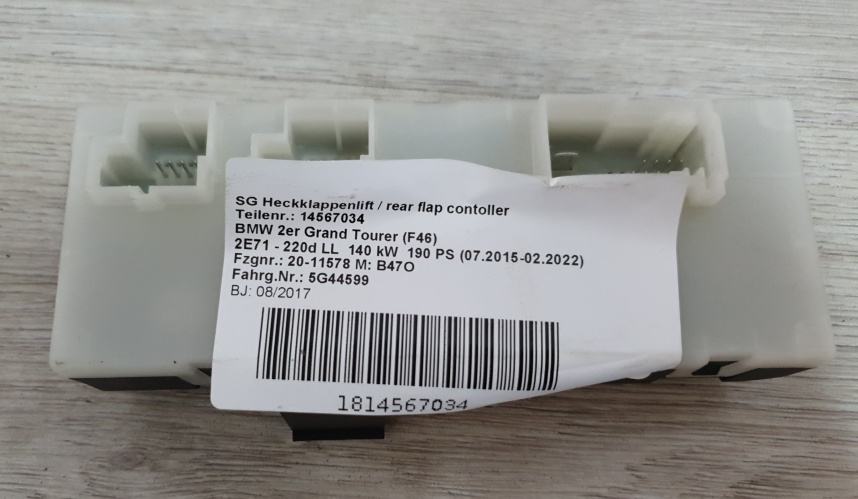 SG Heckklappenlift / rear flap contoller
Teilenr.: 14567034
BMW 2er Grand Tourer (F46)
2E71 - 220d LL 140 kW 190 PS (07.2015-02.2022)
Fzgnr.: 20-11578 M: B47O
Fahrg.Nr.: 5G44599
BJ: 08/2017
1814567034